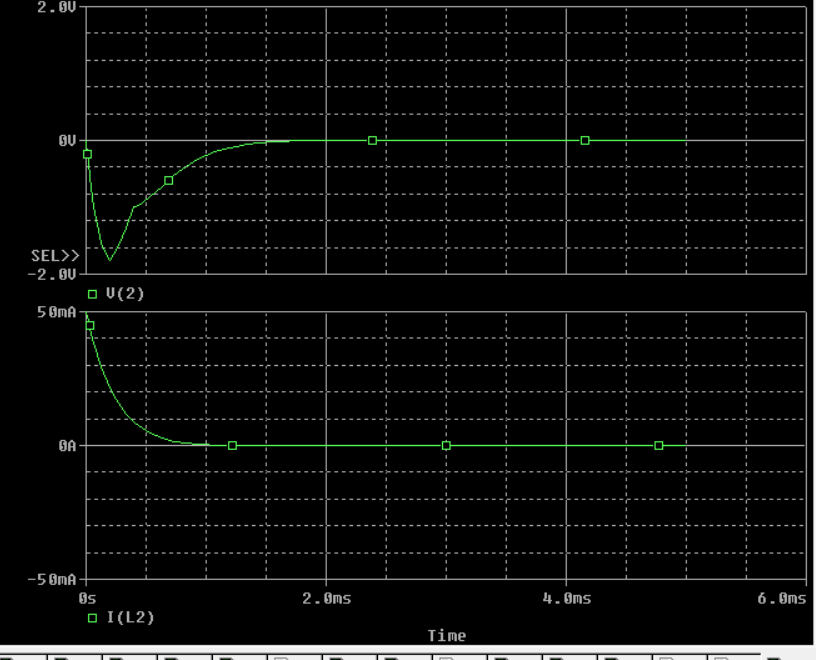 2.0V
0V
SEL>>
-2.0V
V(2)
50mA
0A
-50mA
0s 2.0ms 4.0ms 6.0ms
I(L2)
Time